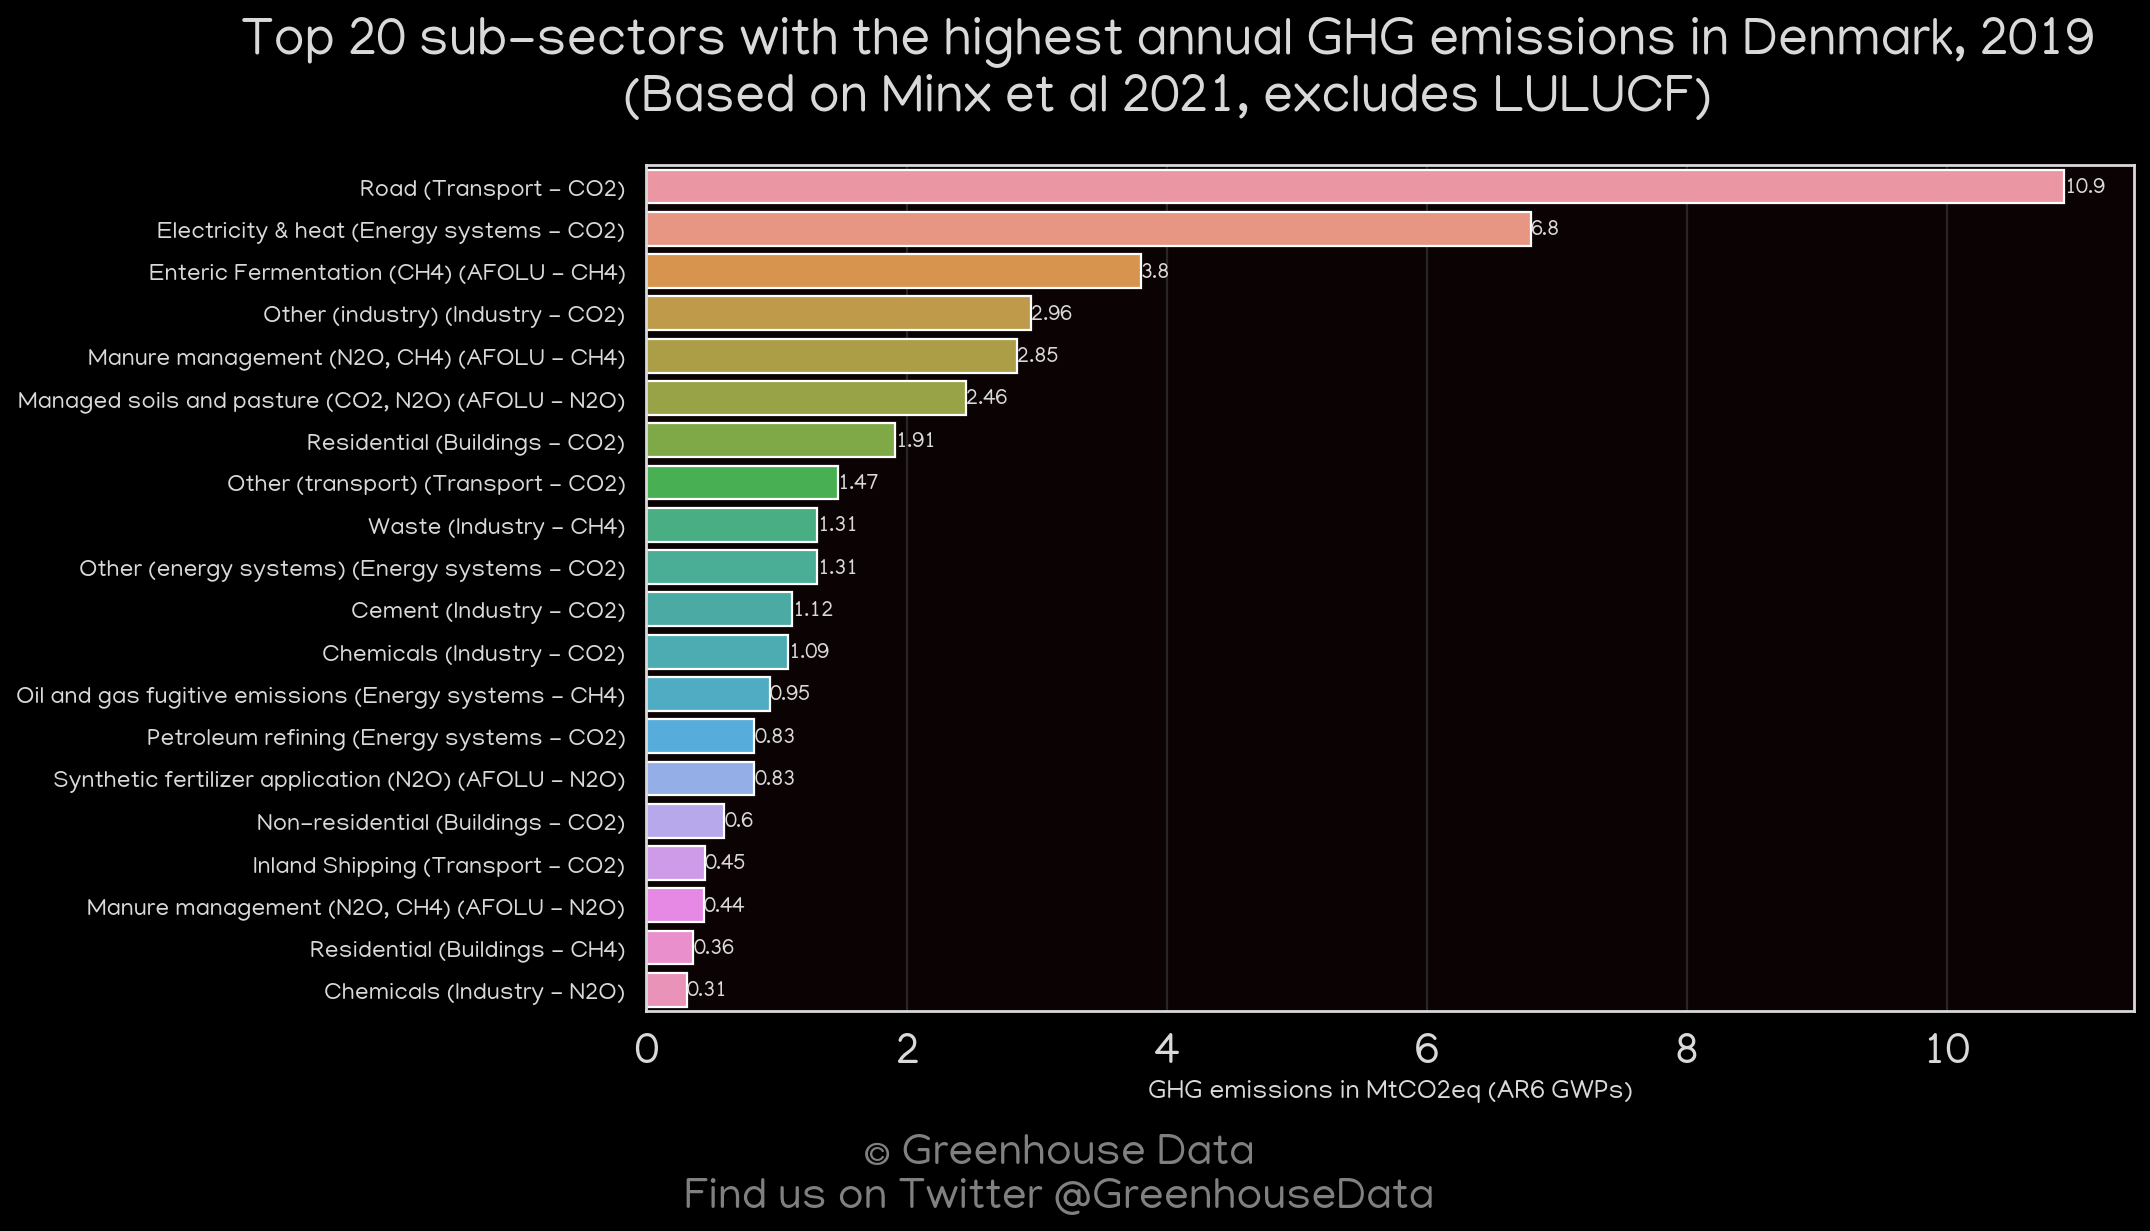 Top 20 sub-sectors with the highest annual GHG emissions in Denmark, 2019
(Based on Minx et al 2021, excludes LULUCF)
Road (Transport - CO2) 10.9
Electricity & heat (Energy systems - CO2) 6.8
Enteric Fermentation (CH4) (AFOLU - CH4) 3.8
Other (industry) (Industry - CO2) 2.96
Manure management (N2O, CH4) (AFOLU - CH4) 2.85
Managed soils and pasture (CO2, N2O) (AFOLU - N2O) 2.46
Residential (Buildings - CO2) 1.91
Other (transport) (Transport - CO2) 1.47
Waste (Industry - CH4) 1.31
Other (energy systems) (Energy systems - CO2) 1.31
Cement (Industry - CO2) 1.12
Chemicals (Industry - CO2) 1.09
Oil and gas fugitive emissions (Energy systems - CH4) 0.95
Petroleum refining (Energy systems - CO2) 0.83
Synthetic fertilizer application (N2O) (AFOLU - N2O) 0.83
Non-residential (Buildings - CO2) 0.6
Inland Shipping (Transport - CO2) 0.45
Manure management (N2O, CH4) (AFOLU - N2O) 0.44
Residential (Buildings - CH4) 0.36
Chemicals (Industry - N2O) 0.31
0 2 4 6 8 10
GHG emissions in MtCO2eq (AR6 GWPs)
© Greenhouse Data
Find us on Twitter @GreenhouseData